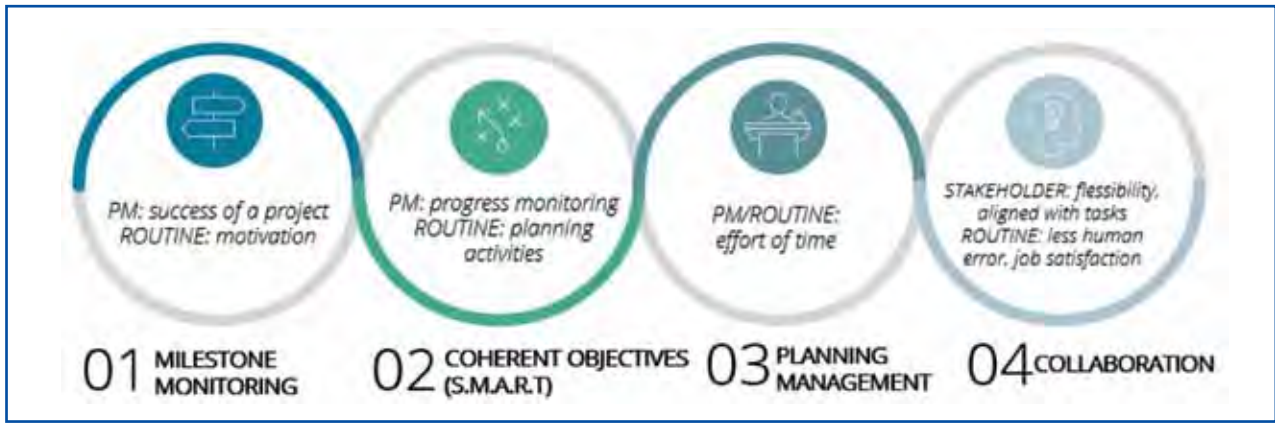 PM: success of a project
ROUTINE: motivation
PM: progress monitoring
ROUTINE: planning
activities
PM/ROUTINE:
effort of time
STAKEHOLDER: flessibility,
aligned with tasks
ROUTINE: less human
error, job satisfaction
01 MILESTONE
MONITORING
02 COHERENT OBJECTIVES
(S.M.A.R.T)
03 PLANNING
MANAGEMENT
04 COLLABORATION